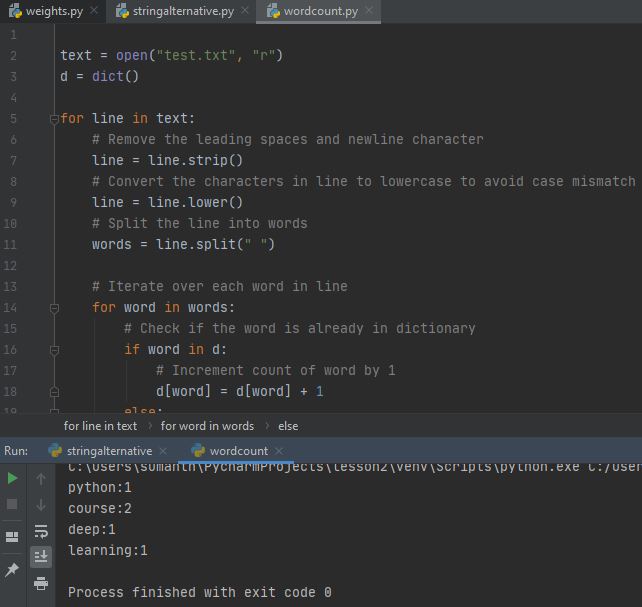 weights.py stringalternative.py wordcount.py
1
2 text = open("test.txt", "r")
3 d = dict()
4
5 for line in text:
6 # Remove the leading spaces and newline character
7 line = line.strip()
8 # Convert the characters in line to lowercase to avoid case mismatch
9 line = line.lower()
10 # Split the line into words
11 words = line.split(" ")
12
13 # Iterate over each word in line
14 for word in words:
15 # Check if the word is already in dictionary
16 if word in d:
17 # Increment count of word by 1
18 d[word] = d[word] + 1
19 else:
for line in text › for word in words › else
Run: stringalternative wordcount
C:\Users\sumanth\PycharmProjects\lesson2\venv\Scripts\python.exe C:/User
python:1
course:2
deep:1
learning:1
Process finished with exit code 0